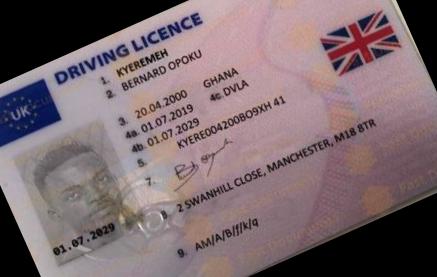 UK
DRIVING LICENCE
1. KYEREMEH
2. BERNARD OPOKU
3. 20.04.2000 GHANA
4a. 01.07.2019 4c. DVLA
4b. 01.07.2029
5. KYERE004200BO9XH 41
7.
8. 2 SWANHILL CLOSE, MANCHESTER, M18 8TR
9. AM/A/B/f/k/q
01.07.2029